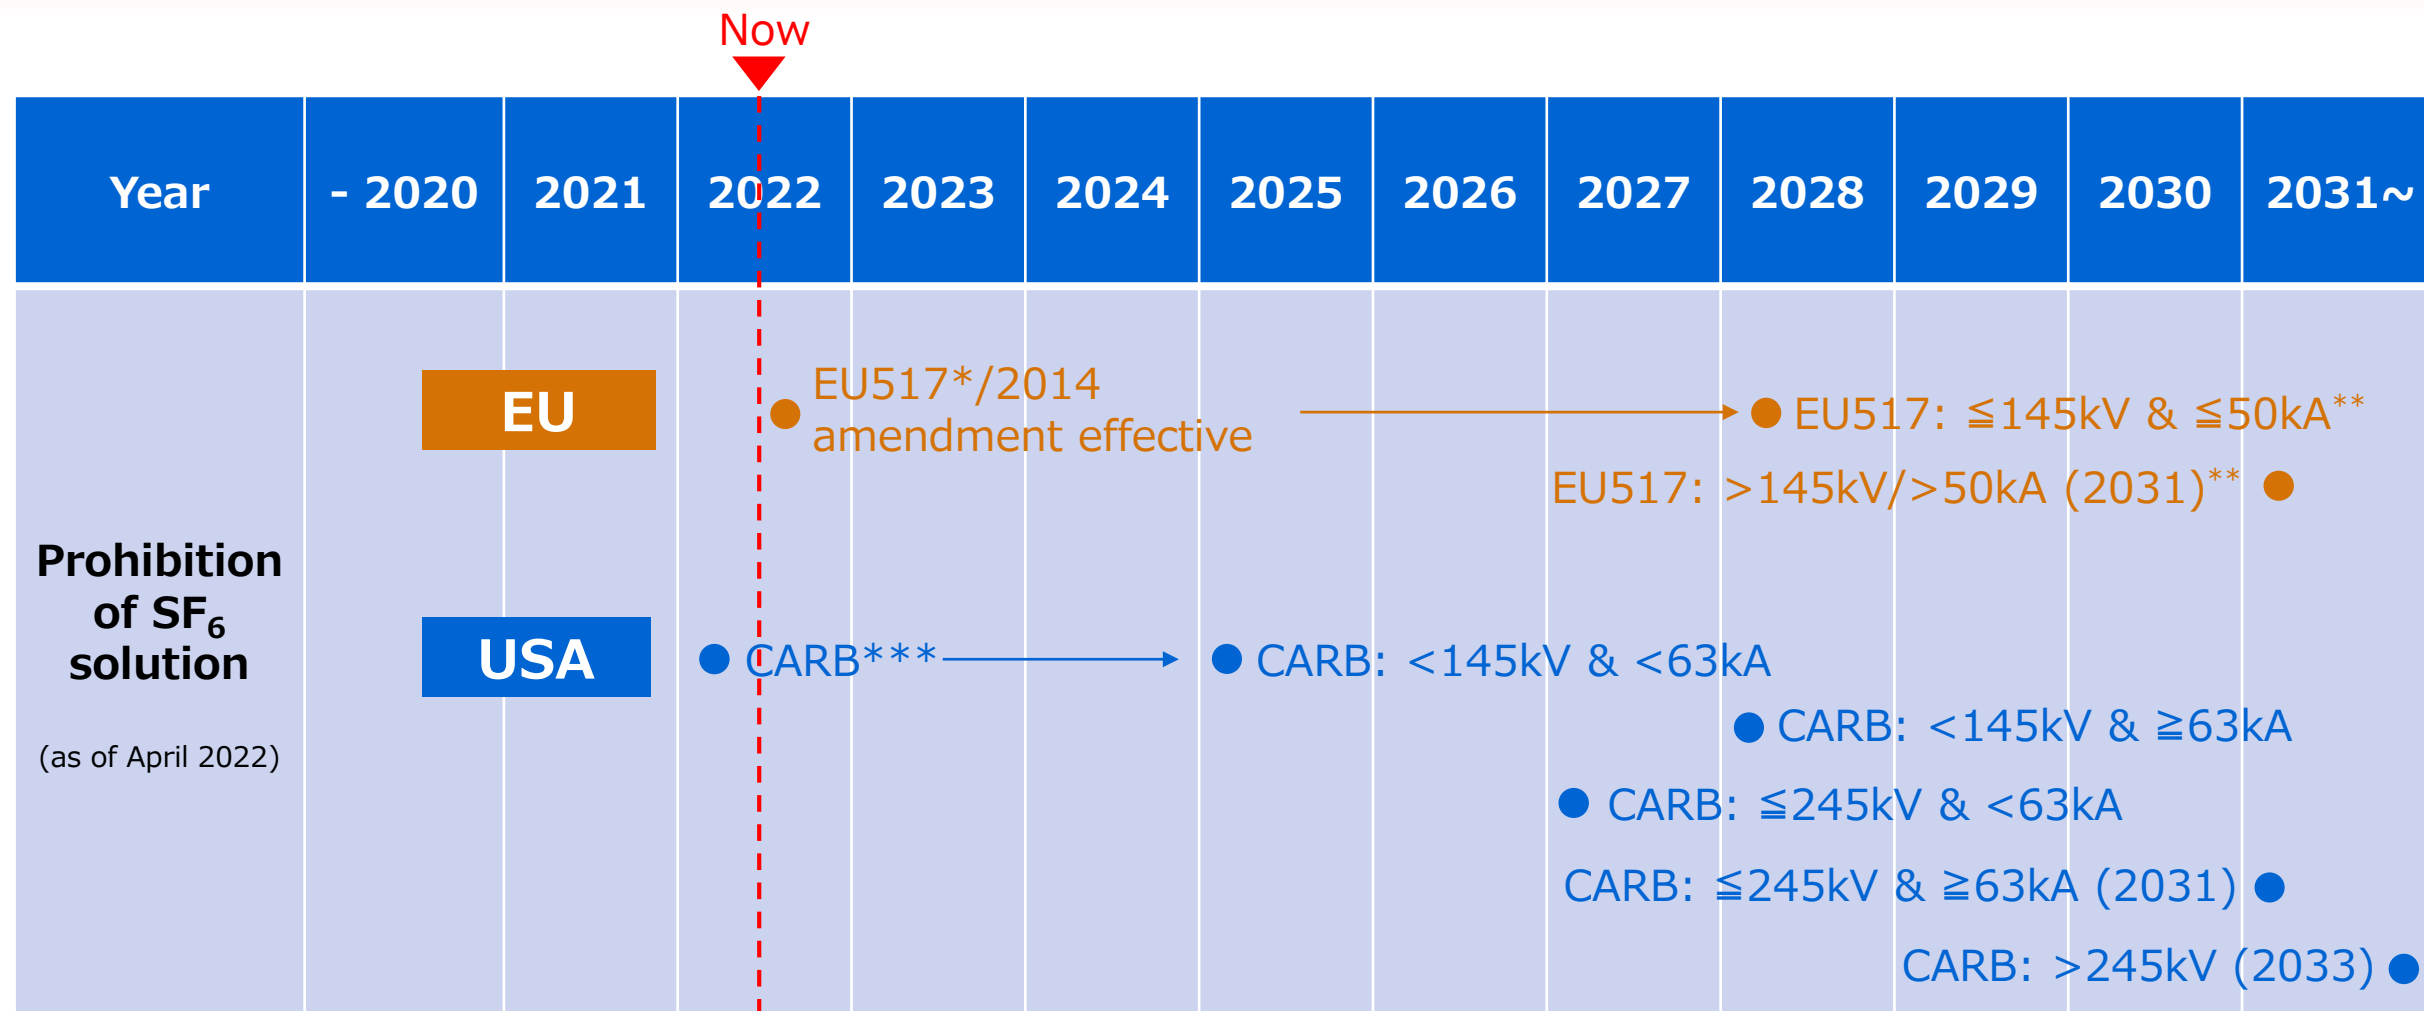 Now
Year - 2020 2021 2022 2023 2024 2025 2026 2027 2028 2029 2030 2031~
Prohibition
of SF₆
solution
(as of April 2022)
EU
EU517*/2014
amendment effective
EU517: ≦145kV & ≦50kA**
EU517: >145kV/>50kA (2031)**
USA
CARB***
CARB: <145kV & <63kA
CARB: <145kV & ≧63kA
CARB: ≦245kV & <63kA
CARB: ≦245kV & ≧63kA (2031)
CARB: >245kV (2033)